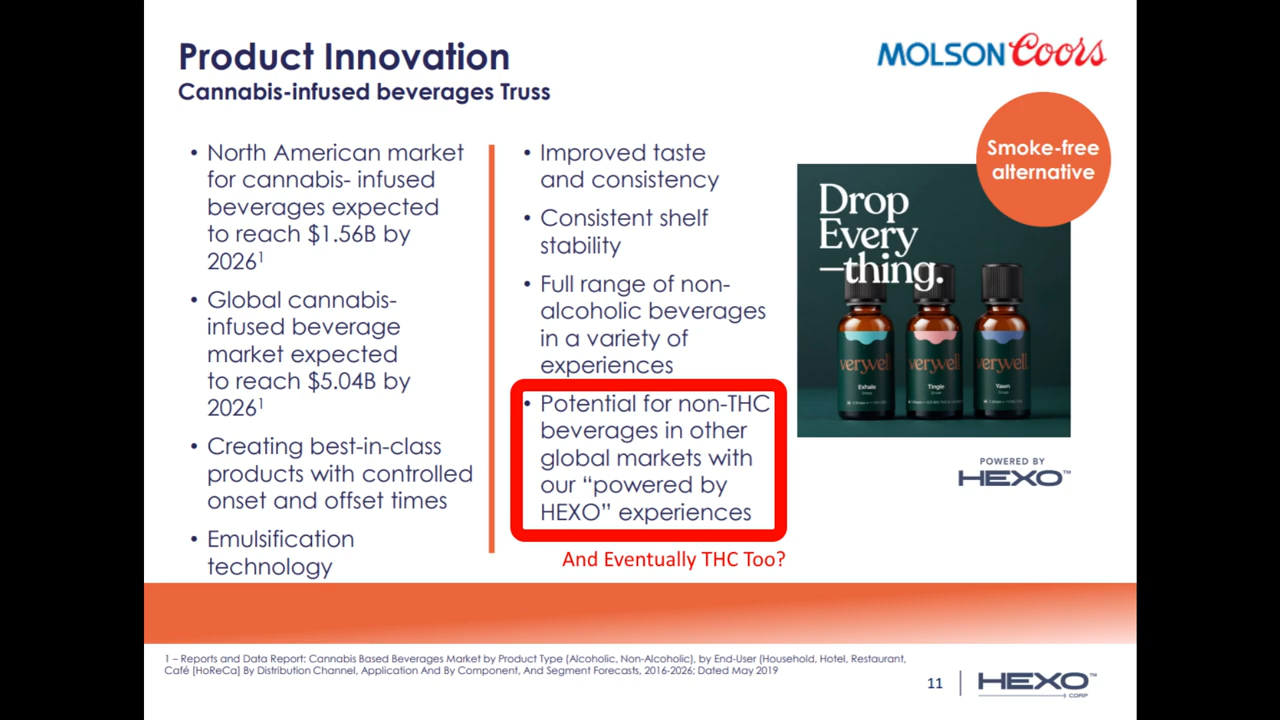 Product Innovation
Cannabis-infused beverages Truss
MOLSON Coors
• North American market
for cannabis- infused
beverages expected
to reach $1.56B by
2026¹
• Global cannabis-
infused beverage
market expected
to reach $5.04B by
2026¹
• Creating best-in-class
products with controlled
onset and offset times
• Emulsification
technology
• Improved taste
and consistency
• Consistent shelf
stability
• Full range of non-
alcoholic beverages
in a variety of
experiences
• Potential for non-THC
beverages in other
global markets with
our “powered by
HEXO” experiences
And Eventually THC Too?
Smoke-free
alternative
Drop
Every
—thing.
verwell
Exhale
verwell
Tingle
verwell
Yawn
POWERED BY
HEXO™
1 – Reports and Data Report: Cannabis Based Beverages Market by Product Type (Alcoholic, Non-Alcoholic), by End-User (Household, Hotel, Restaurant,
Café [HoReCa] By Distribution Channel, Application And By Component, And Segment Forecasts, 2016-2026; Dated May 2019
11
HEXO™
CORP